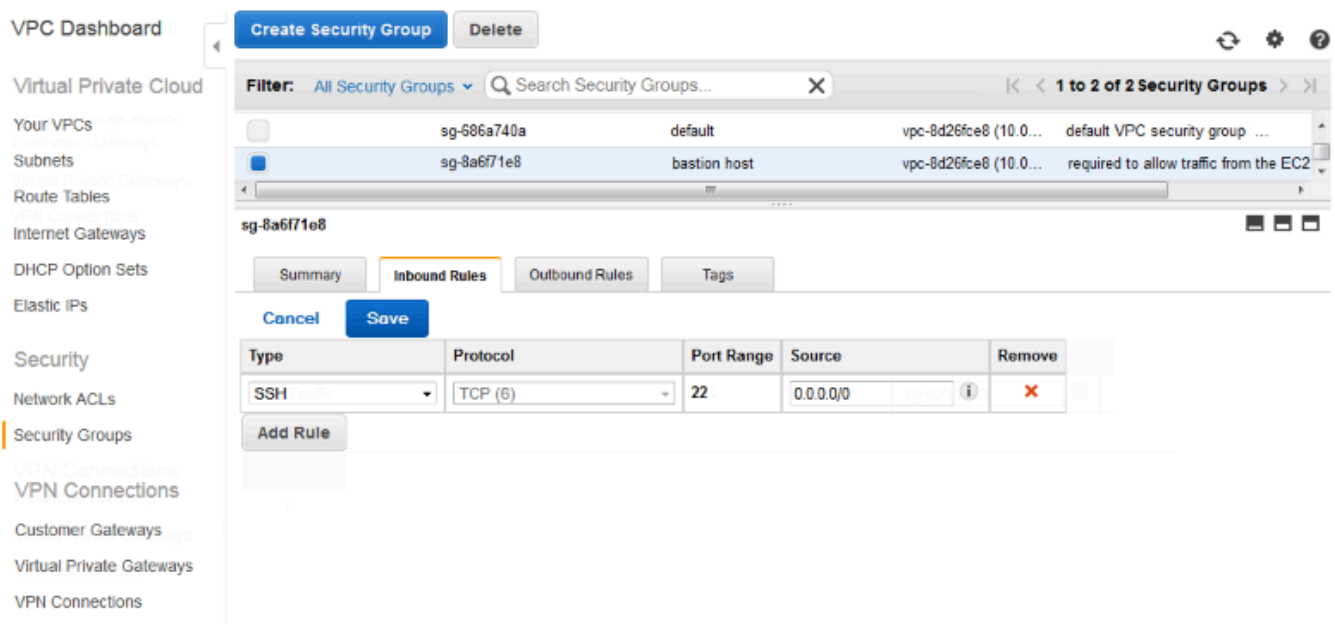 VPC Dashboard
Create Security Group
Delete
Virtual Private Cloud
Filter: All Security Groups
Search Security Groups...
1 to 2 of 2 Security Groups
Your VPCs
Subnets
Route Tables
Internet Gateways
DHCP Option Sets
Elastic IPs
Security
Network ACLs
Security Groups
VPN Connections
Customer Gateways
Virtual Private Gateways
VPN Connections
sg-686a740a default vpc-8d26fce8 (10.0... default VPC security group ...
sg-8a6f71e8 bastion host vpc-8d26fce8 (10.0... required to allow traffic from the EC2
sg-8a6f71e8
Summary Inbound Rules Outbound Rules Tags
Cancel Save
Type Protocol Port Range Source Remove
SSH TCP (6) 22 0.0.0.0/0
Add Rule